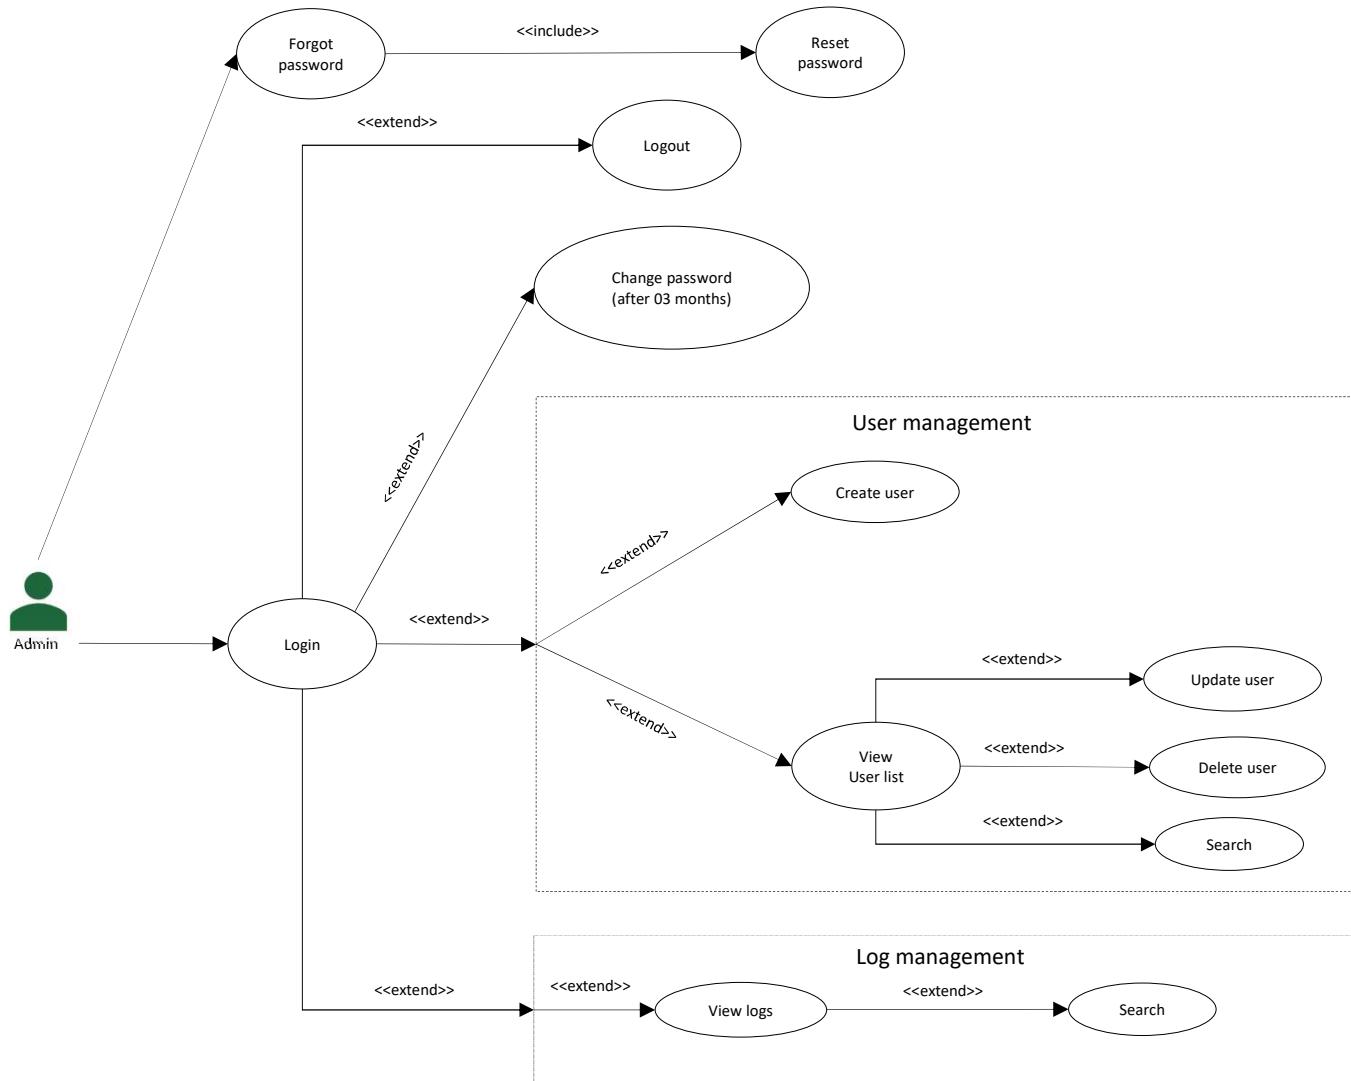 Forgot
password
<<include>>
Reset
password
<<extend>>
Logout
Change password
(after 03 months)
<<extend>>
User management
Create user
<<extend>>
Admin
Login
<<extend>>
<<extend>>
Update user
<<extend>>
View
User list
<<extend>>
Delete user
<<extend>>
Search
Log management
<<extend>>
<<extend>>
View logs
<<extend>>
Search